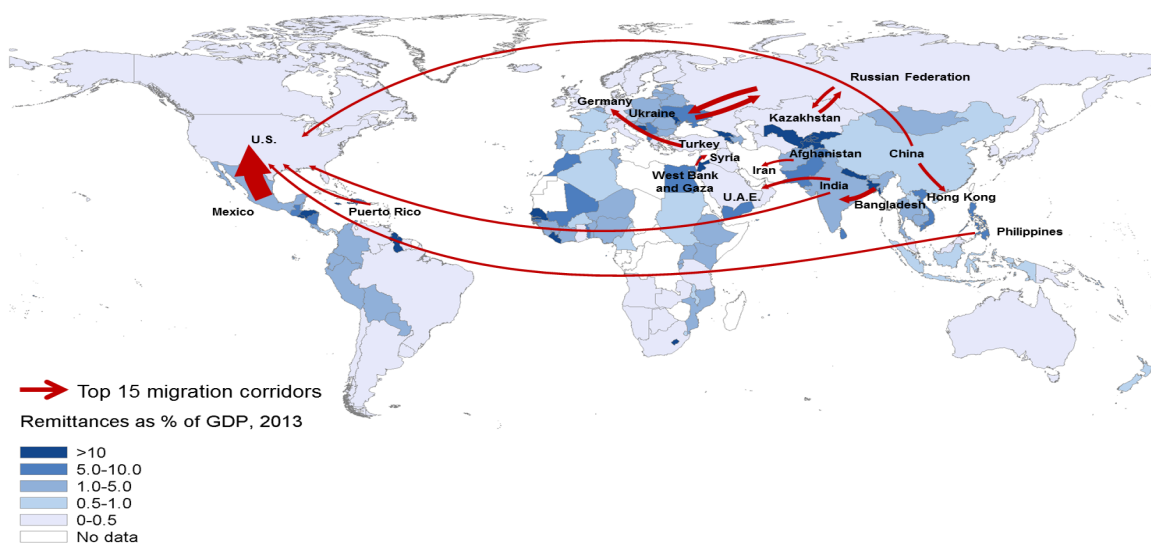 Russian Federation
Germany
Ukraine
Kazakhstan
U.S.
Turkey
Syria
Afghanistan
China
Iran
West Bank
and Gaza
India
U.A.E.
Hong Kong
Bangladesh
Mexico
Puerto Rico
Philippines
Top 15 migration corridors
Remittances as % of GDP, 2013
>10
5.0-10.0
1.0-5.0
0.5-1.0
0-0.5
No data